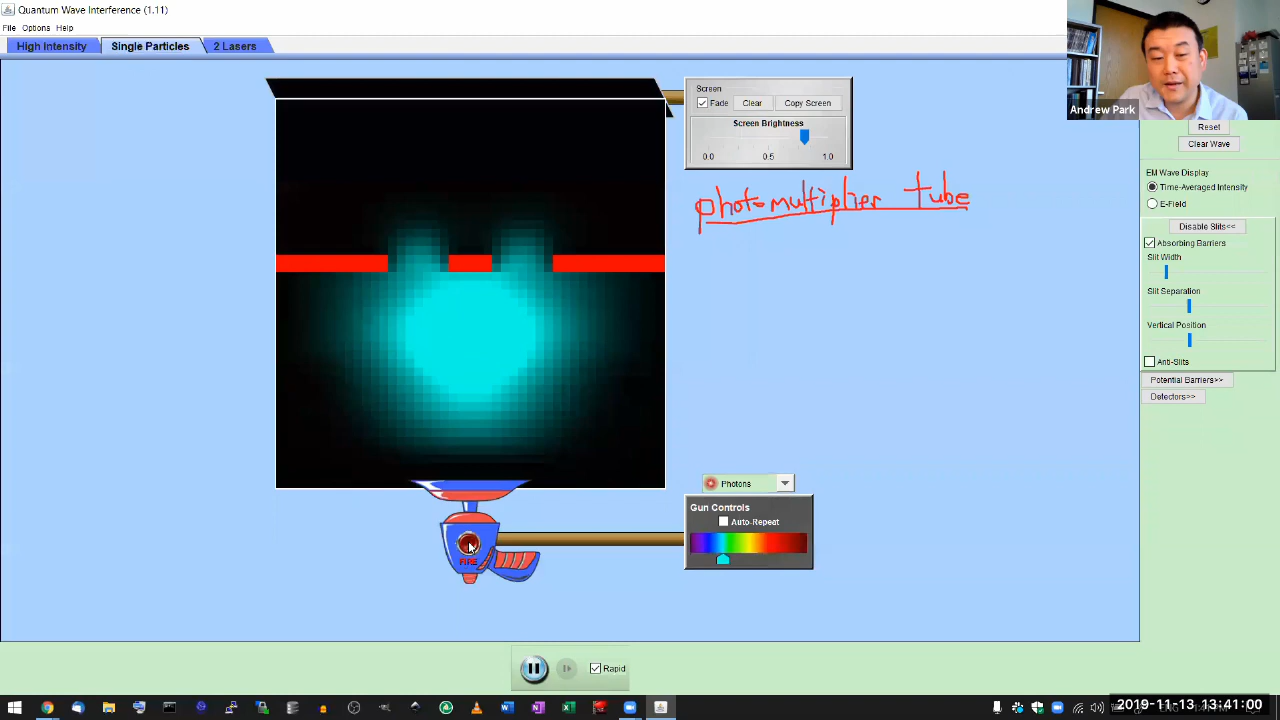 Quantum Wave Interference (1.11)
File Options Help
High Intensity Single Particles 2 Lasers
Screen
Fade Clear Copy Screen
Screen Brightness
0.0 0.5 1.0
photomultiplier tube
Andrew Park
Reset
Clear Wave
EM Wave Display
Time-Averaged Intensity
E-Field
Disable Slits<<
Absorbing Barriers
Slit Width
Slit Separation
Vertical Position
Anti-Slits
Potential Barriers>>
Detectors>>
Photons
Gun Controls
Auto-Repeat
FIRE
Rapid
2019-11-13 13:41:00